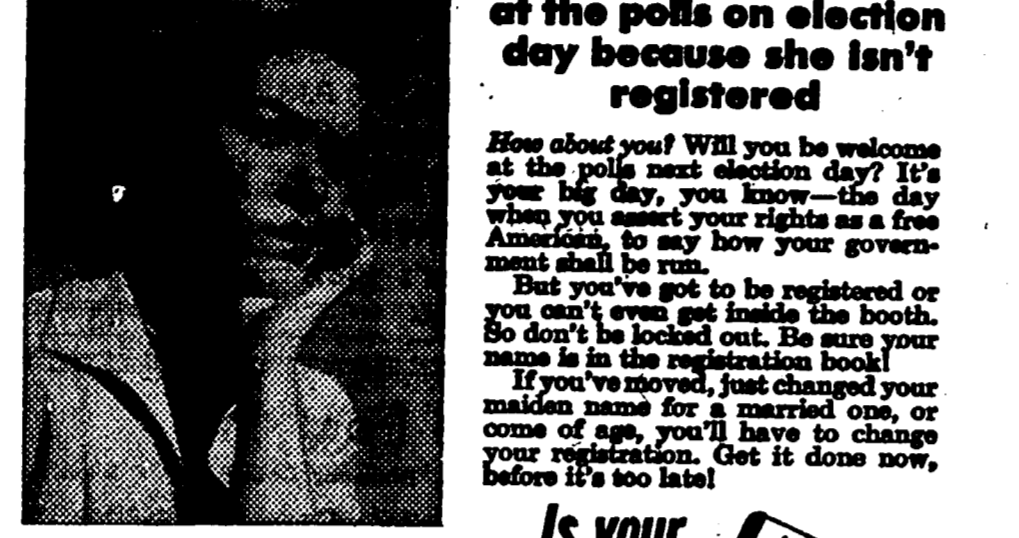 at the polls on election
day because she isn't
registered
How about you? Will you be welcome
at the polls next election day? It's
your big day, you know—the day
when you assert your rights as a free
American, to say how your govern-
ment shall be run.
But you've got to be registered or
you can't even get inside the booth.
So don't be locked out. Be sure your
name is in the registration book!
If you've moved, just changed your
maiden name for a married one, or
come of age, you'll have to change
your registration. Get it done now,
before it's too late!
Is your